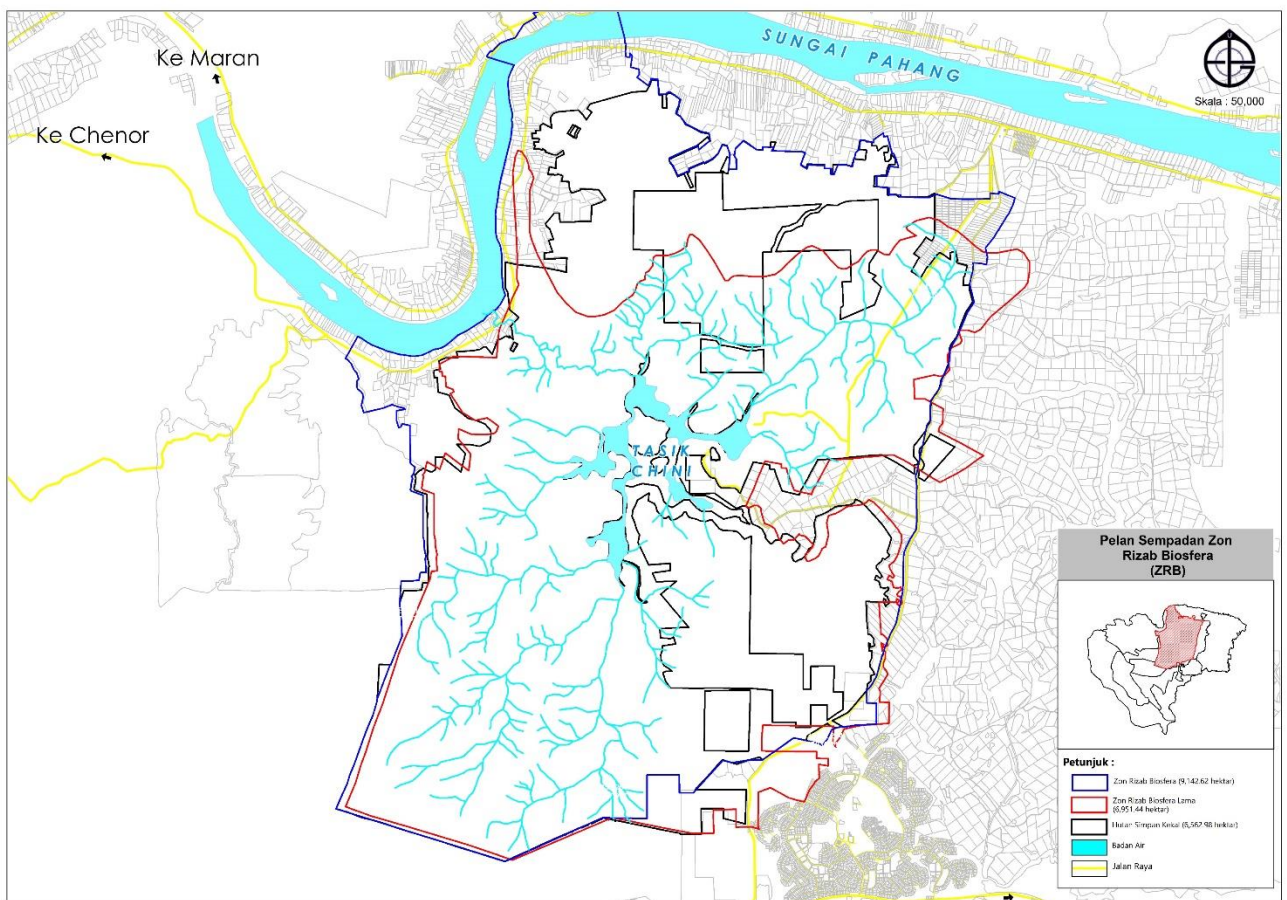 Ke Maran
Ke Chenor
SUNGAI PAHANG
U
Skala : 50,000
TASIK
CHINI
Pelan Sempadan Zon
Rizab Biosfera
(ZRB)
Petunjuk :
Zon Rizab Biosfera (9,142.62 hektar)
Zon Rizab Biosfera Lama
(6,951.44 hektar)
Hutan Simpan Kekal (6,562.98 hektar)
Badan Air
Jalan Raya